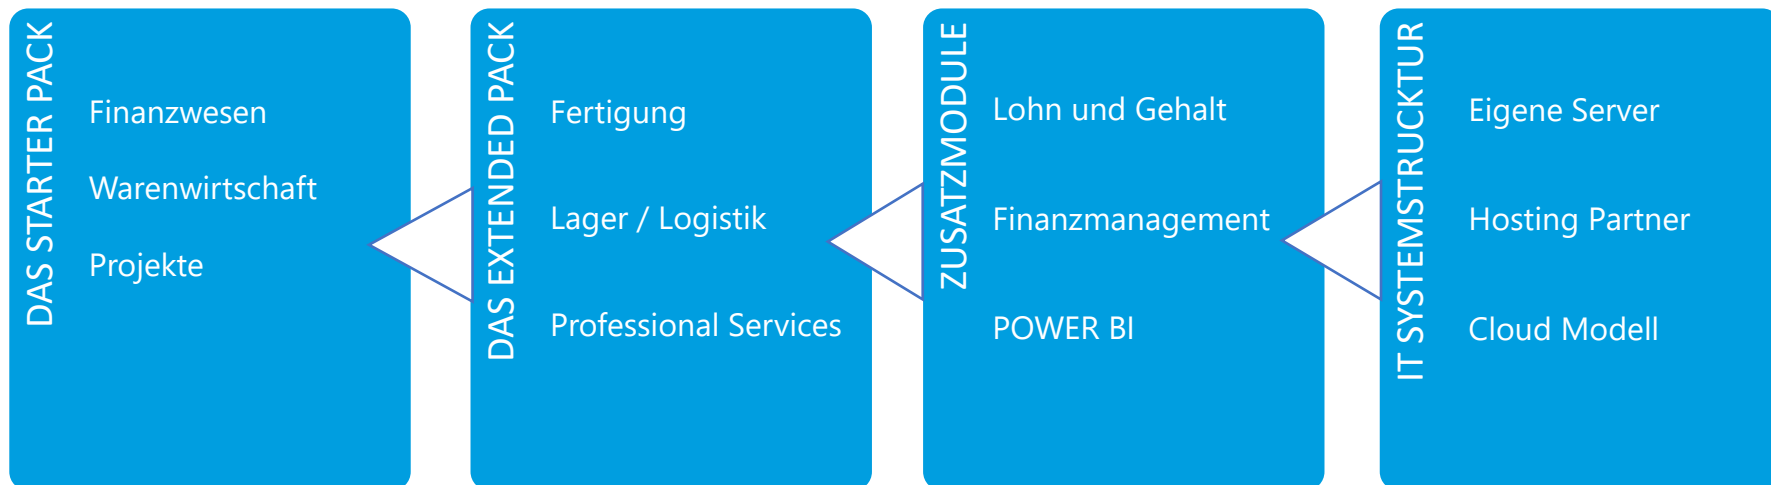 DAS STARTER PACK
Finanzwesen
Warenwirtschaft
Projekte
DAS EXTENDED PACK
Fertigung
Lager / Logistik
Professional Services
ZUSATZMODULE
Lohn und Gehalt
Finanzmanagement
POWER BI
IT SYSTEMSTRUCKTUR
Eigene Server
Hosting Partner
Cloud Modell